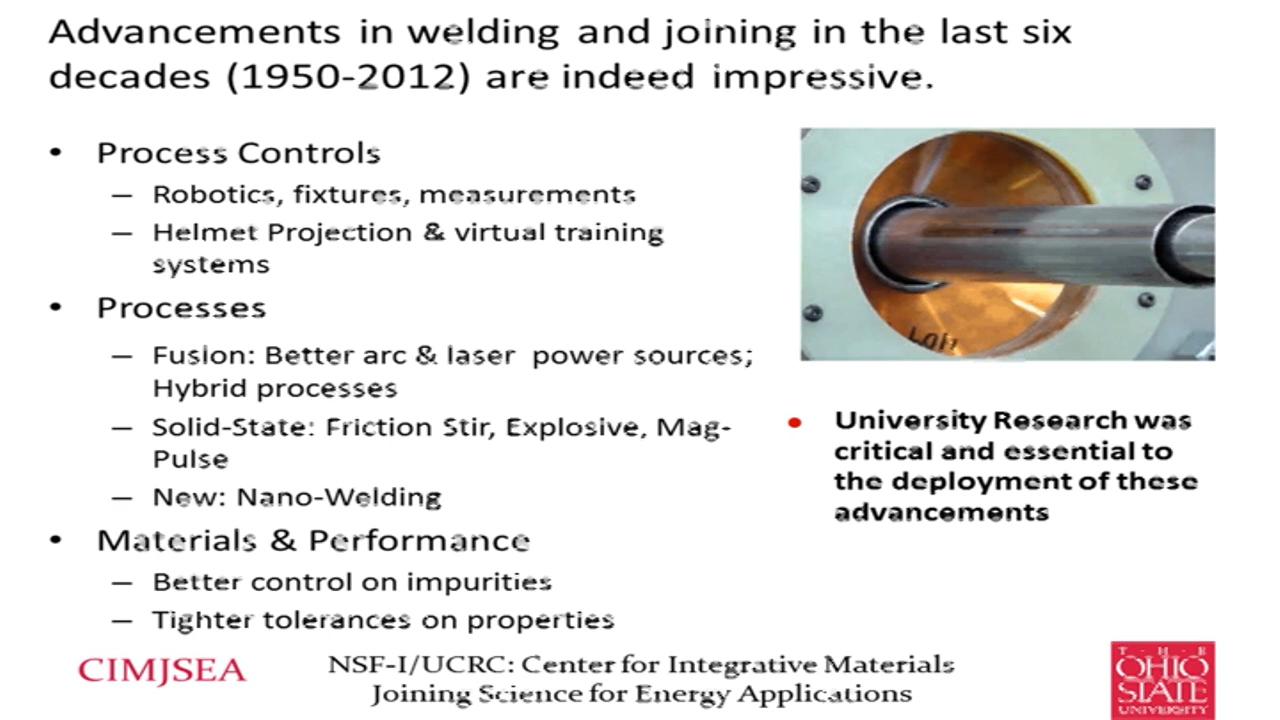 Advancements in welding and joining in the last six
decades (1950-2012) are indeed impressive.
• Process Controls
– Robotics, fixtures, measurements
– Helmet Projection & virtual training
systems
• Processes
– Fusion: Better arc & laser power sources;
Hybrid processes
– Solid-State: Friction Stir, Explosive, Mag-
Pulse
– New: Nano-Welding
• Materials & Performance
– Better control on impurities
– Tighter tolerances on properties
• University Research was
critical and essential to
the deployment of these
advancements
CIMJSEA
NSF-I/UCRC: Center for Integrative Materials
Joining Science for Energy Applications
THE
OHIO
STATE
UNIVERSITY